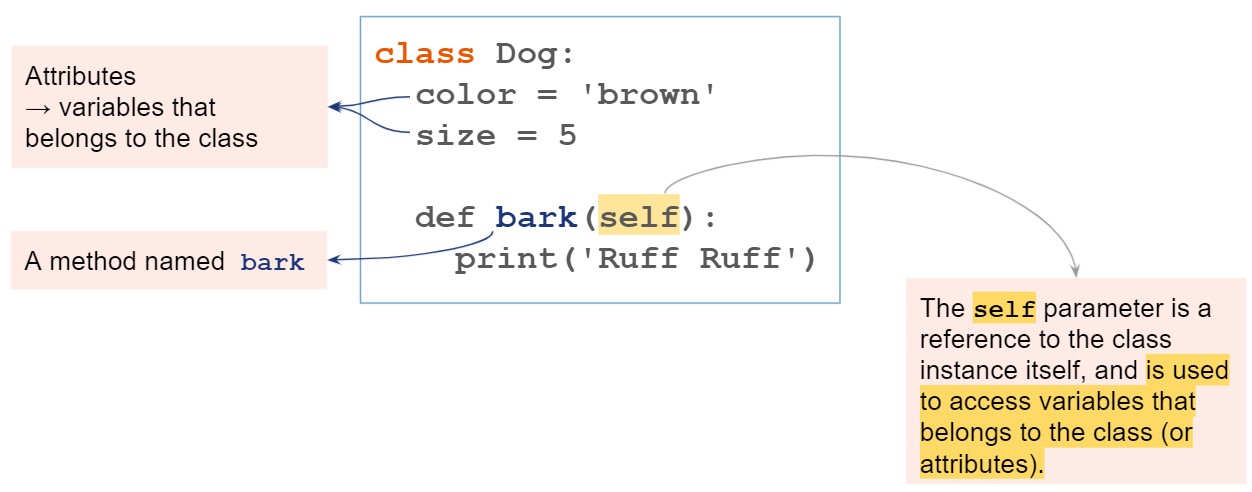 class Dog:
color = 'brown'
size = 5
def bark(self):
print('Ruff Ruff')
Attributes
→ variables that
belongs to the class
A method named bark
The self parameter is a
reference to the class
instance itself, and is used
to access variables that
belongs to the class (or
attributes).